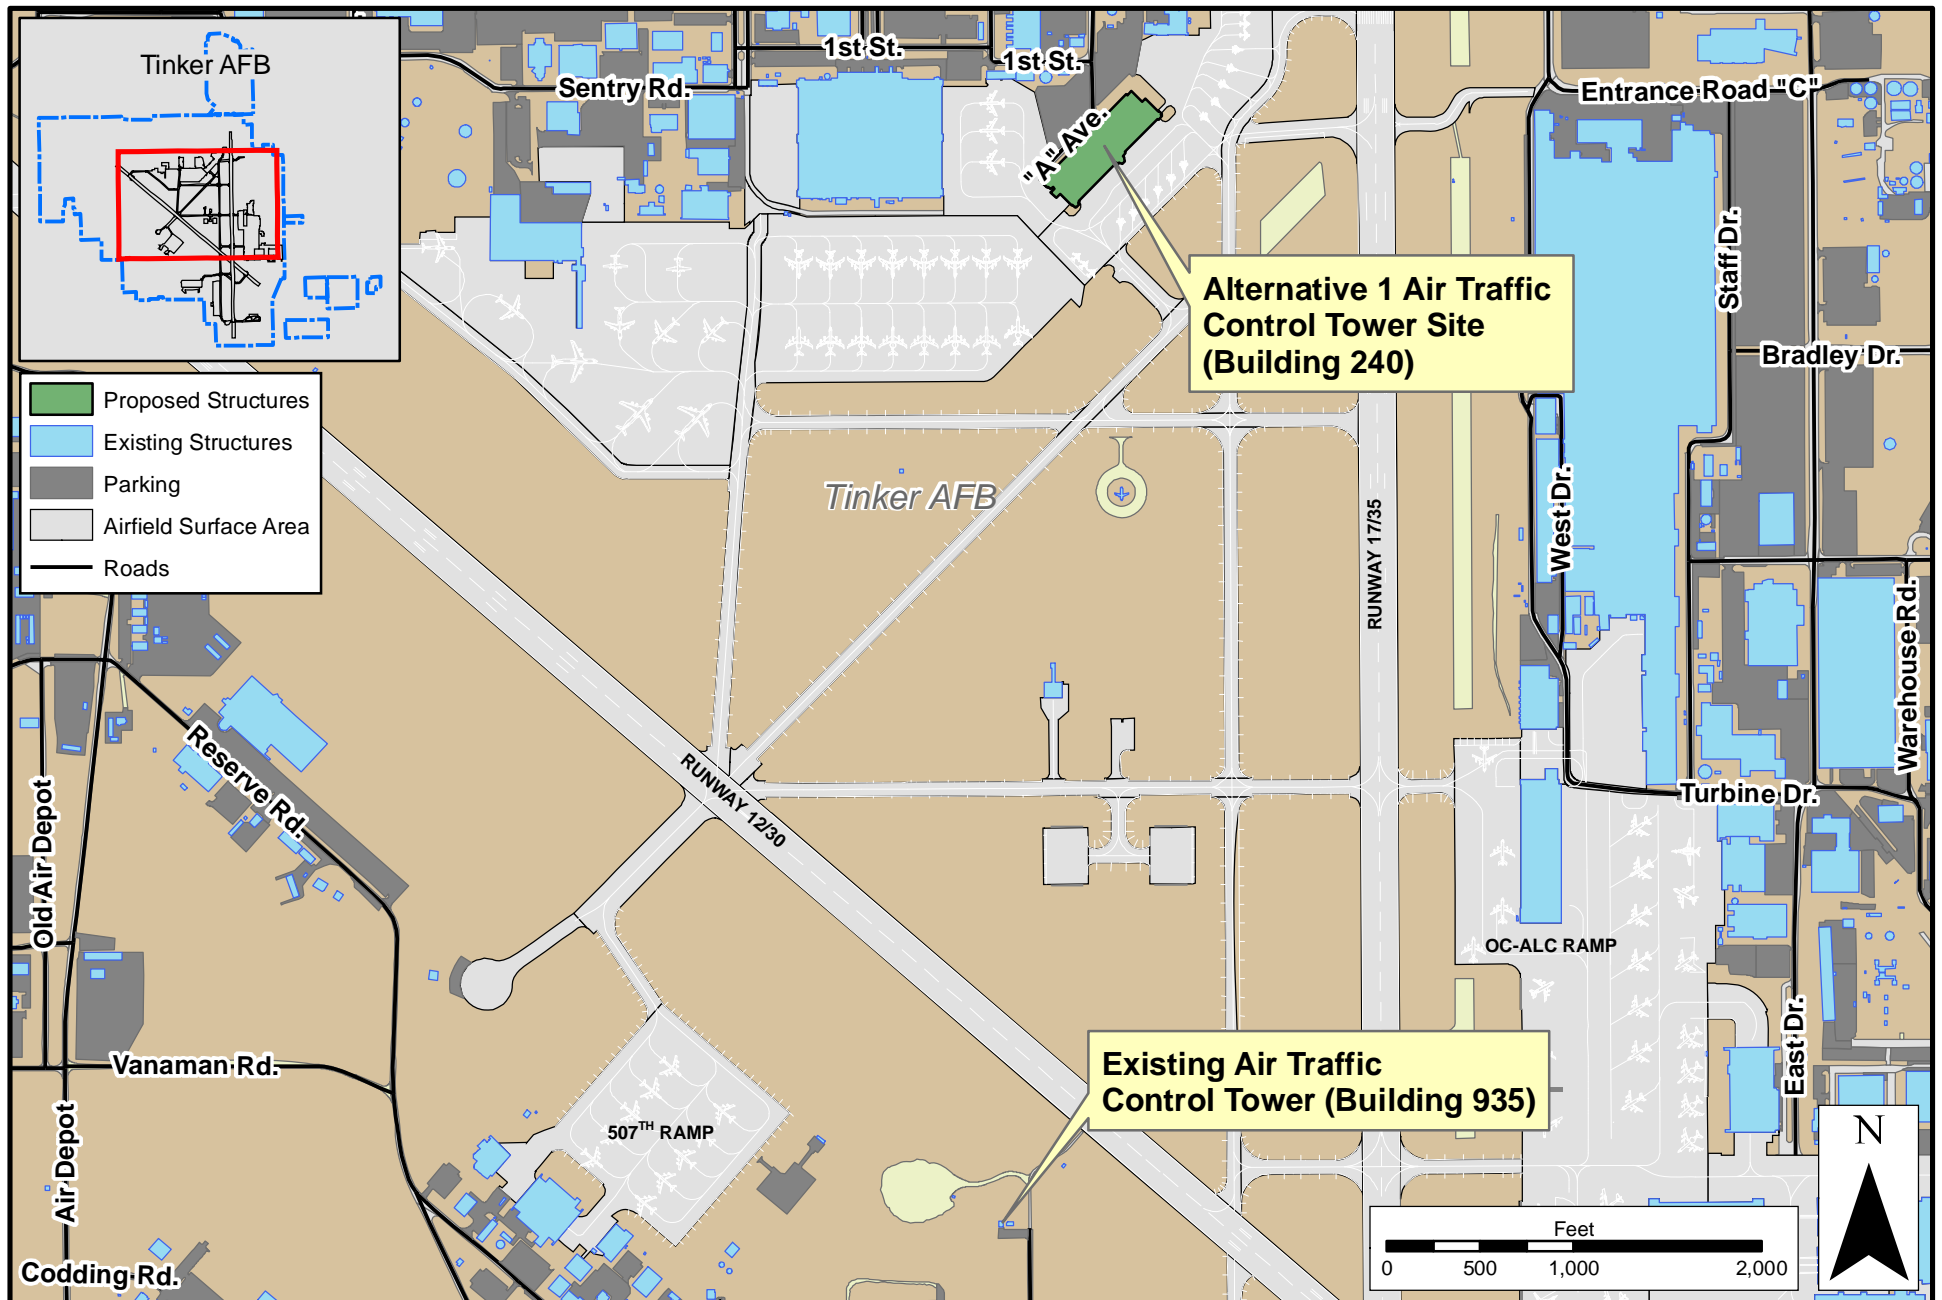 Tinker AFB
1st St.
1st St.
Sentry Rd.
"A" Ave.
Entrance Road "C"
Staff Dr.
Alternative 1 Air Traffic
Control Tower Site
(Building 240)
Bradley Dr.
Proposed Structures
Existing Structures
Parking
Airfield Surface Area
Roads
Tinker AFB
RUNWAY 17/35
West Dr.
Warehouse Rd.
Reserve Rd.
RUNWAY 12/30
Turbine Dr.
Old Air Depot
OC-ALC RAMP
East Dr.
Vanaman Rd.
Existing Air Traffic
Control Tower (Building 935)
507TH RAMP
Air Depot
Codding Rd.
N
Feet
0 500 1,000 2,000